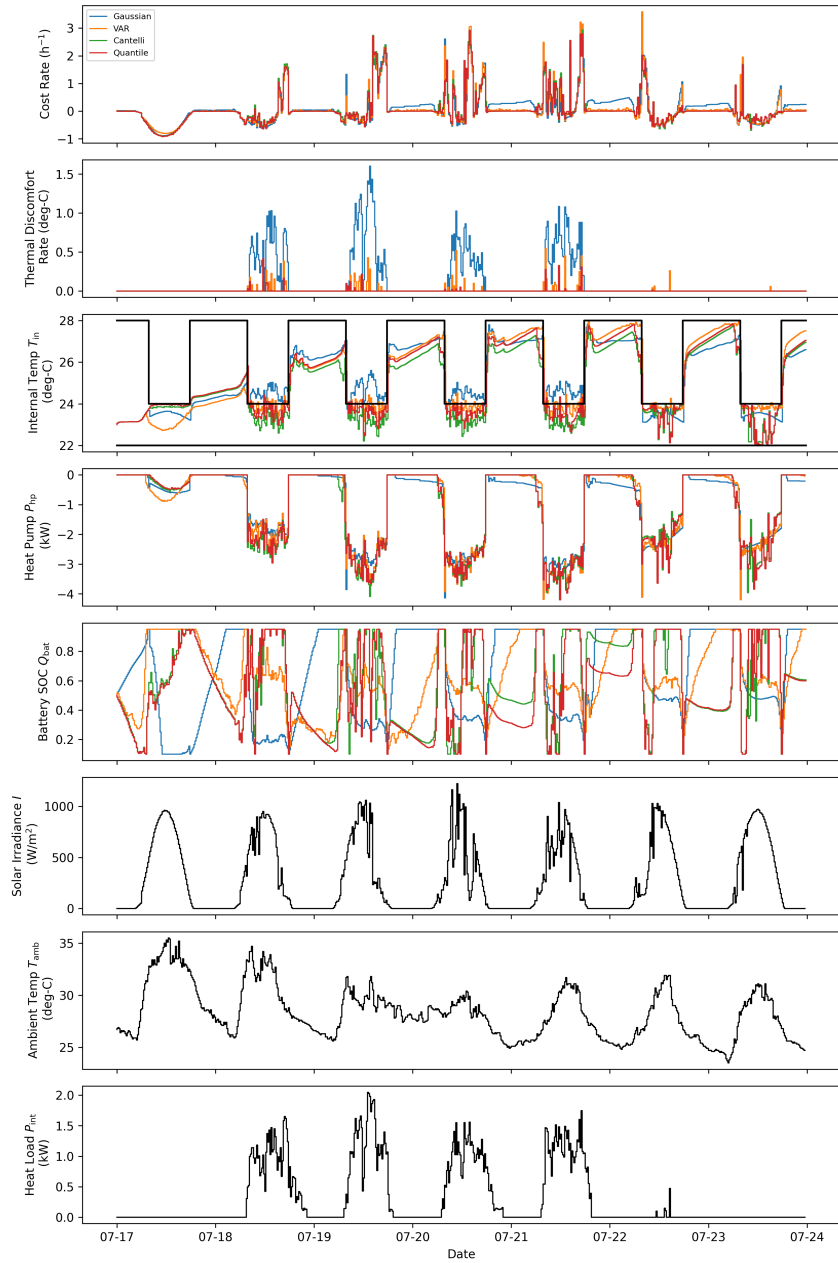 Cost Rate (h⁻¹)
3
2
1
0
−1
Gaussian
VAR
Cantelli
Quantile
Thermal Discomfort
Rate (deg-C)
1.5
1.0
0.5
0.0
Internal Temp T_in
(deg-C)
28
26
24
22
Heat Pump P_hp
(kW)
0
−1
−2
−3
−4
Battery SOC Q_bat
0.8
0.6
0.4
0.2
Solar Irradiance I
(W/m²)
1000
500
0
Ambient Temp T_amb
(deg-C)
35
30
25
Heat Load P_int
(kW)
2.0
1.5
1.0
0.5
0.0
07-17 07-18 07-19 07-20 07-21 07-22 07-23 07-24
Date